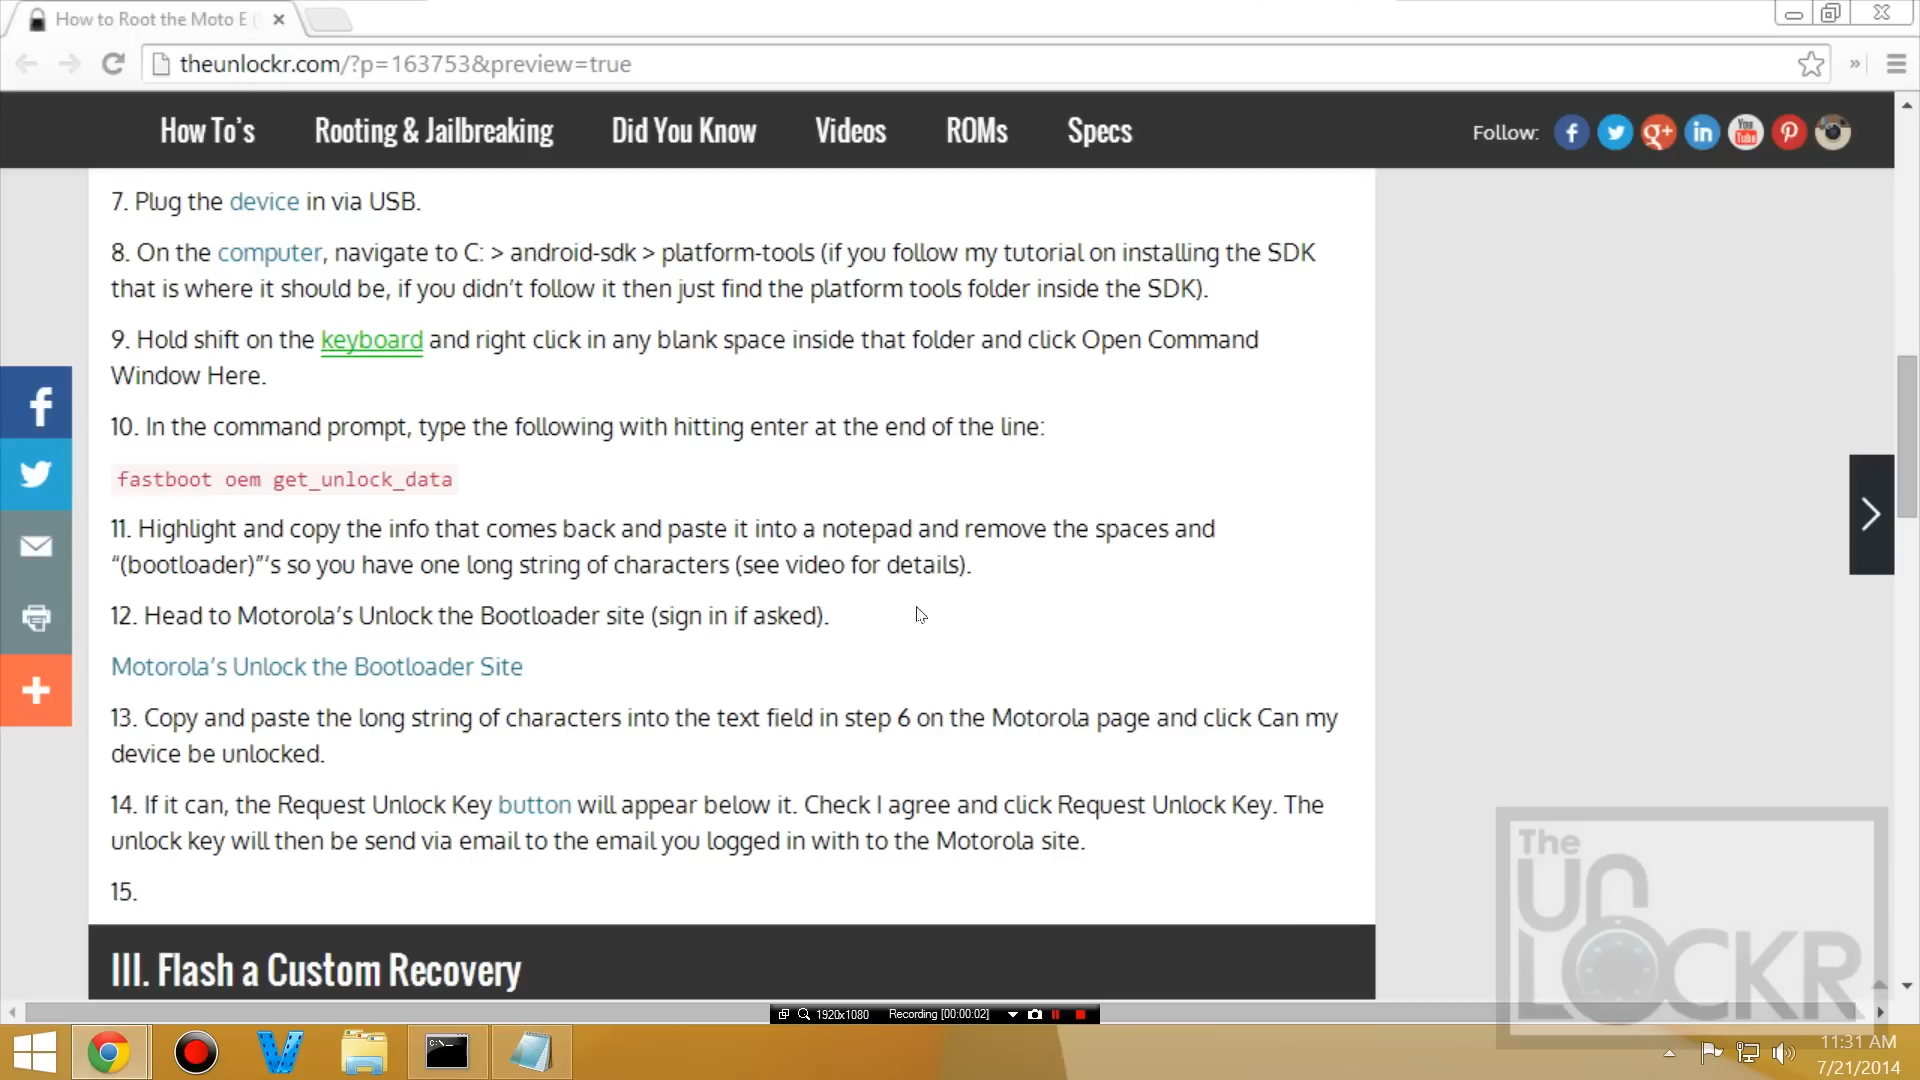 How to Root the Moto E (
theunlockr.com/?p=163753&preview=true
How To's Rooting & Jailbreaking Did You Know Videos ROMs Specs Follow:
You Tube
7. Plug the device in via USB.
8. On the computer, navigate to C: > android-sdk > platform-tools (if you follow my tutorial on installing the SDK
that is where it should be, if you didn't follow it then just find the platform tools folder inside the SDK).
9. Hold shift on the keyboard and right click in any blank space inside that folder and click Open Command
Window Here.
10. In the command prompt, type the following with hitting enter at the end of the line:
fastboot oem get_unlock_data
11. Highlight and copy the info that comes back and paste it into a notepad and remove the spaces and
“(bootloader)”'s so you have one long string of characters (see video for details).
12. Head to Motorola's Unlock the Bootloader site (sign in if asked).
Motorola's Unlock the Bootloader Site
13. Copy and paste the long string of characters into the text field in step 6 on the Motorola page and click Can my
device be unlocked.
14. If it can, the Request Unlock Key button will appear below it. Check I agree and click Request Unlock Key. The
unlock key will then be send via email to the email you logged in with to the Motorola site.
15.
III. Flash a Custom Recovery
The
UN
LOCKR
1920x1080 Recording [00:00:02]
C:\_
11:31 AM
7/21/2014